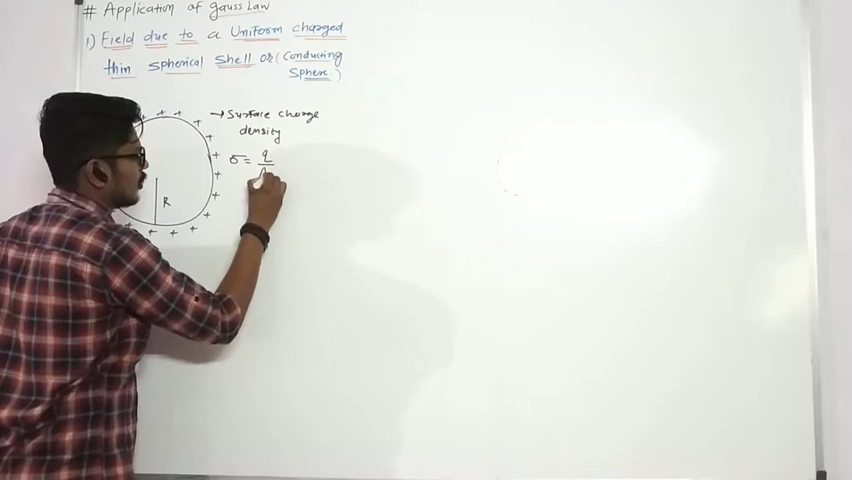 # Application of gauss Law
1) Field due to a Uniform charged
thin spherical shell or (Conducting
Sphere)
+ + + + + + + + + + + + +
→ Surface charge
density
σ = q
R